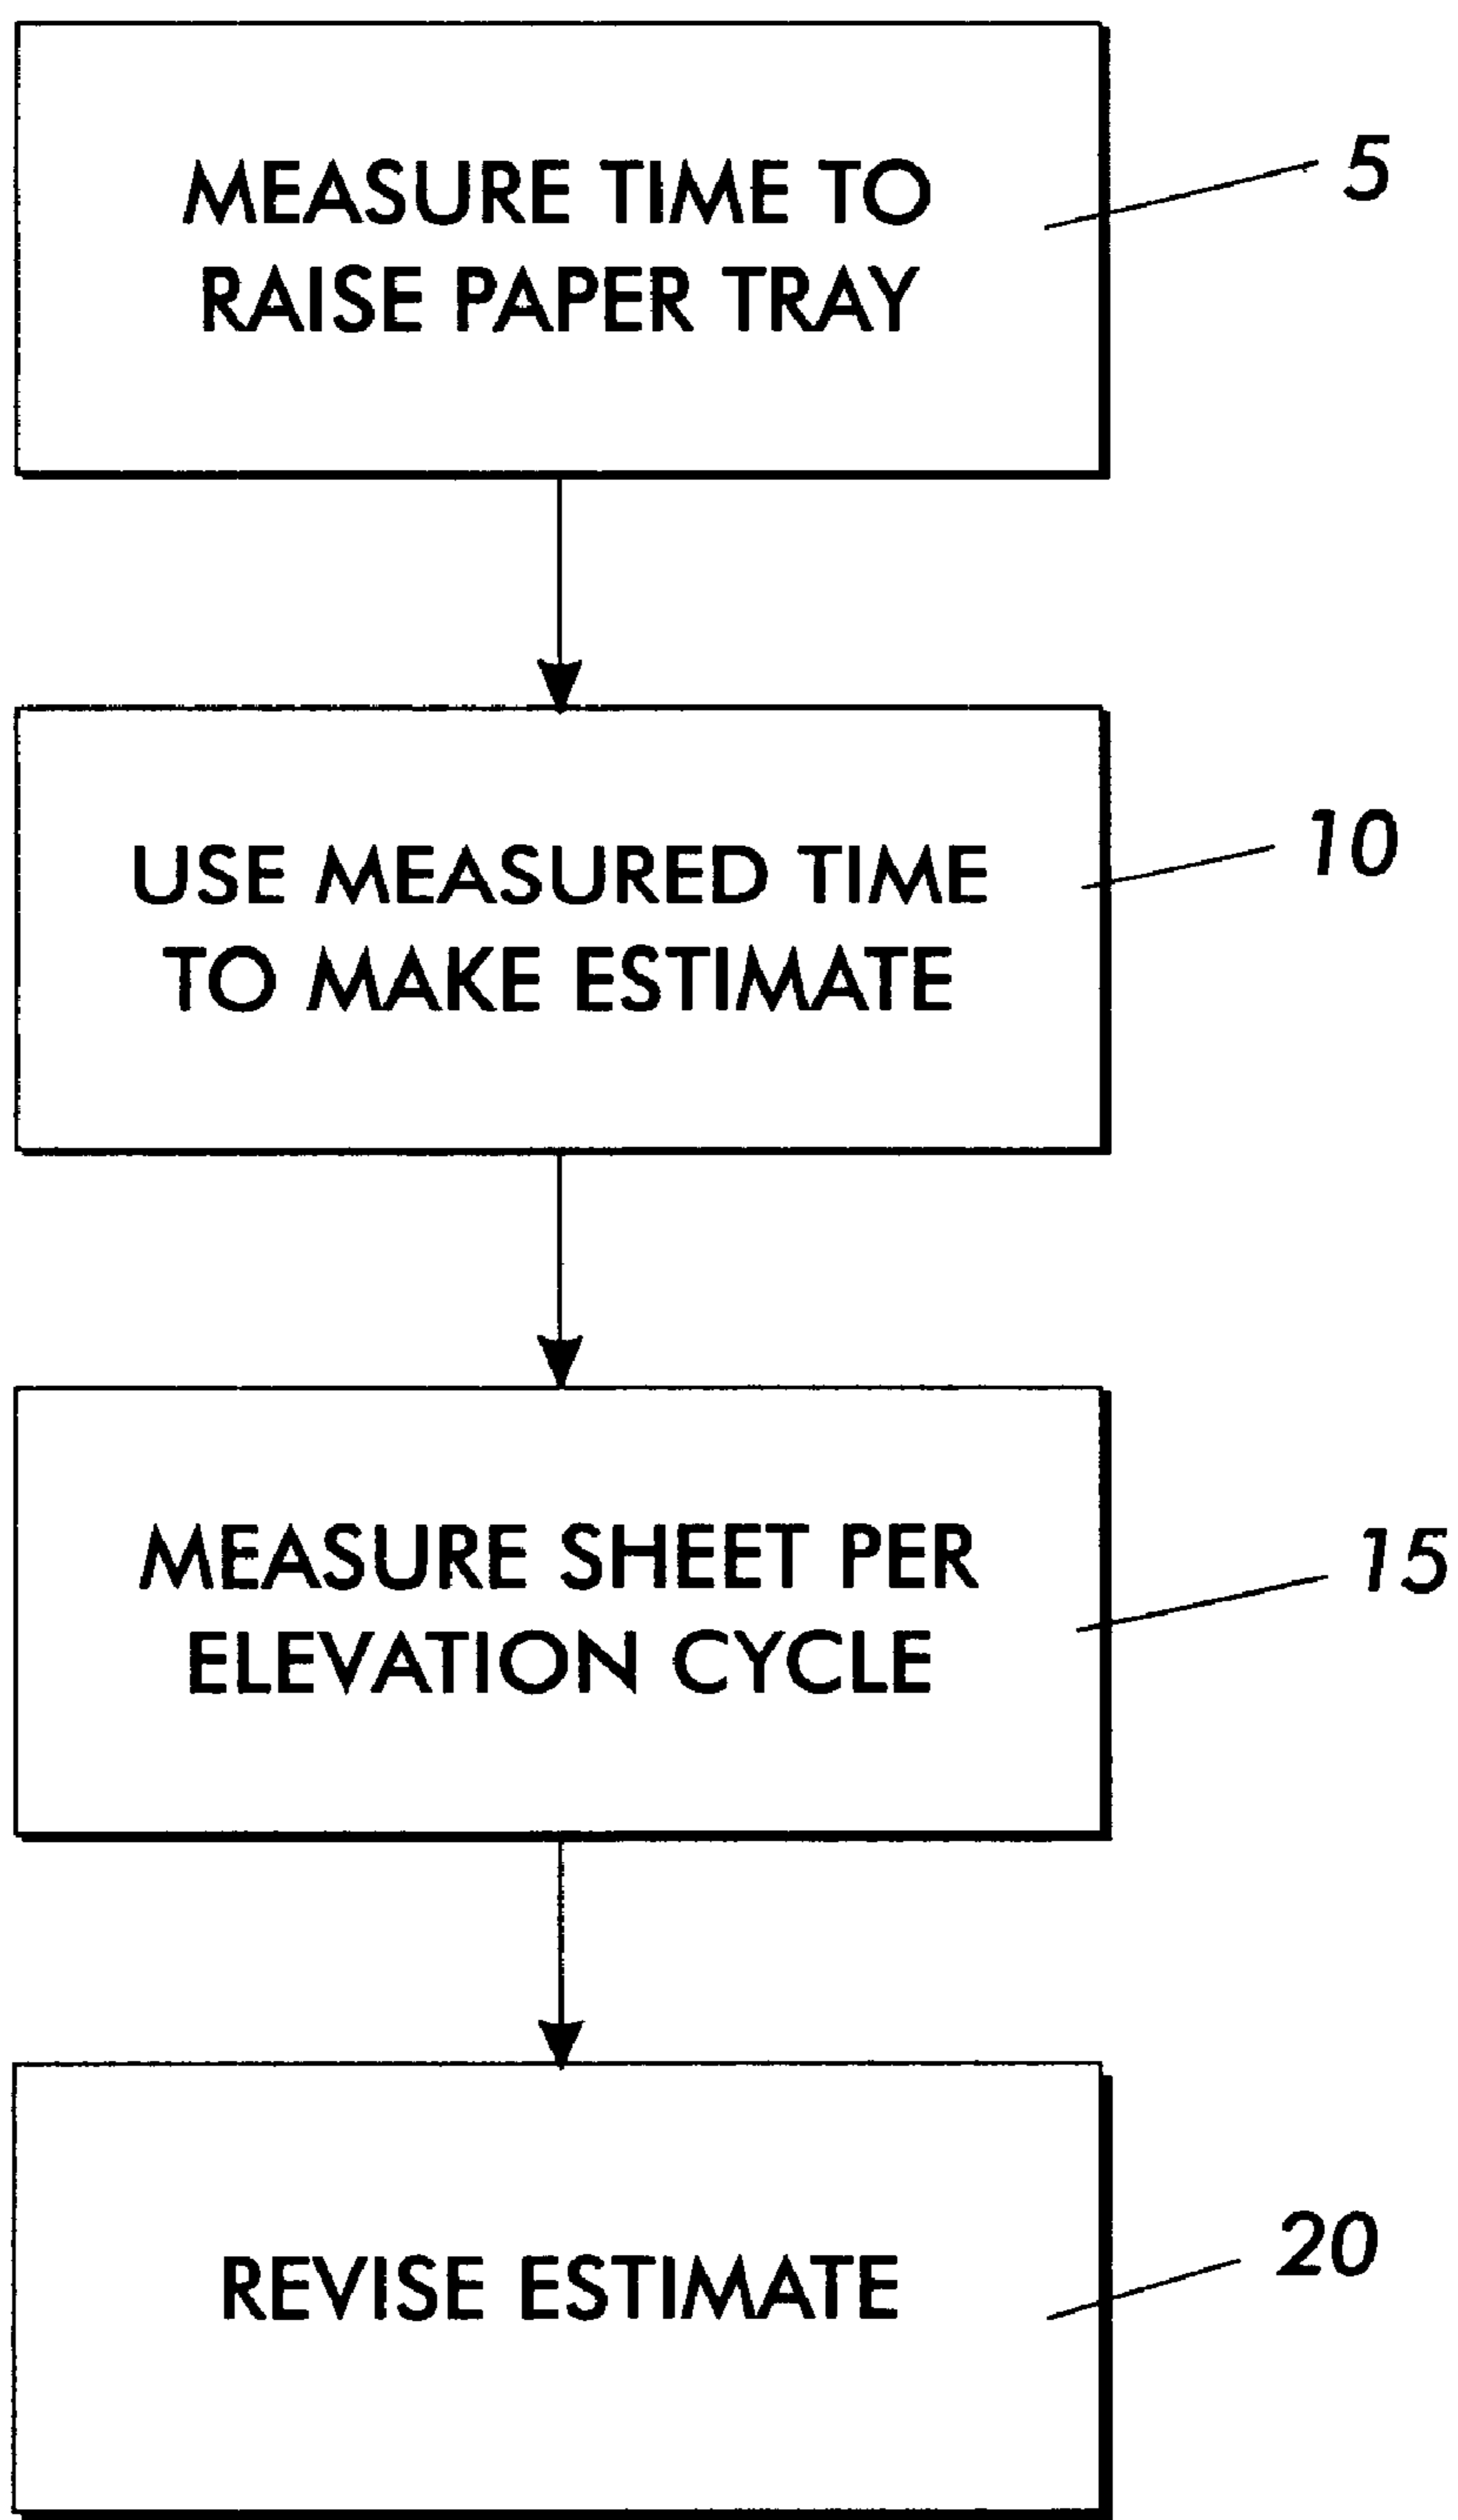 MEASURE TIME TO
RAISE PAPER TRAY
5
USE MEASURED TIME
TO MAKE ESTIMATE
10
MEASURE SHEET PER
ELEVATION CYCLE
15
REVISE ESTIMATE
20